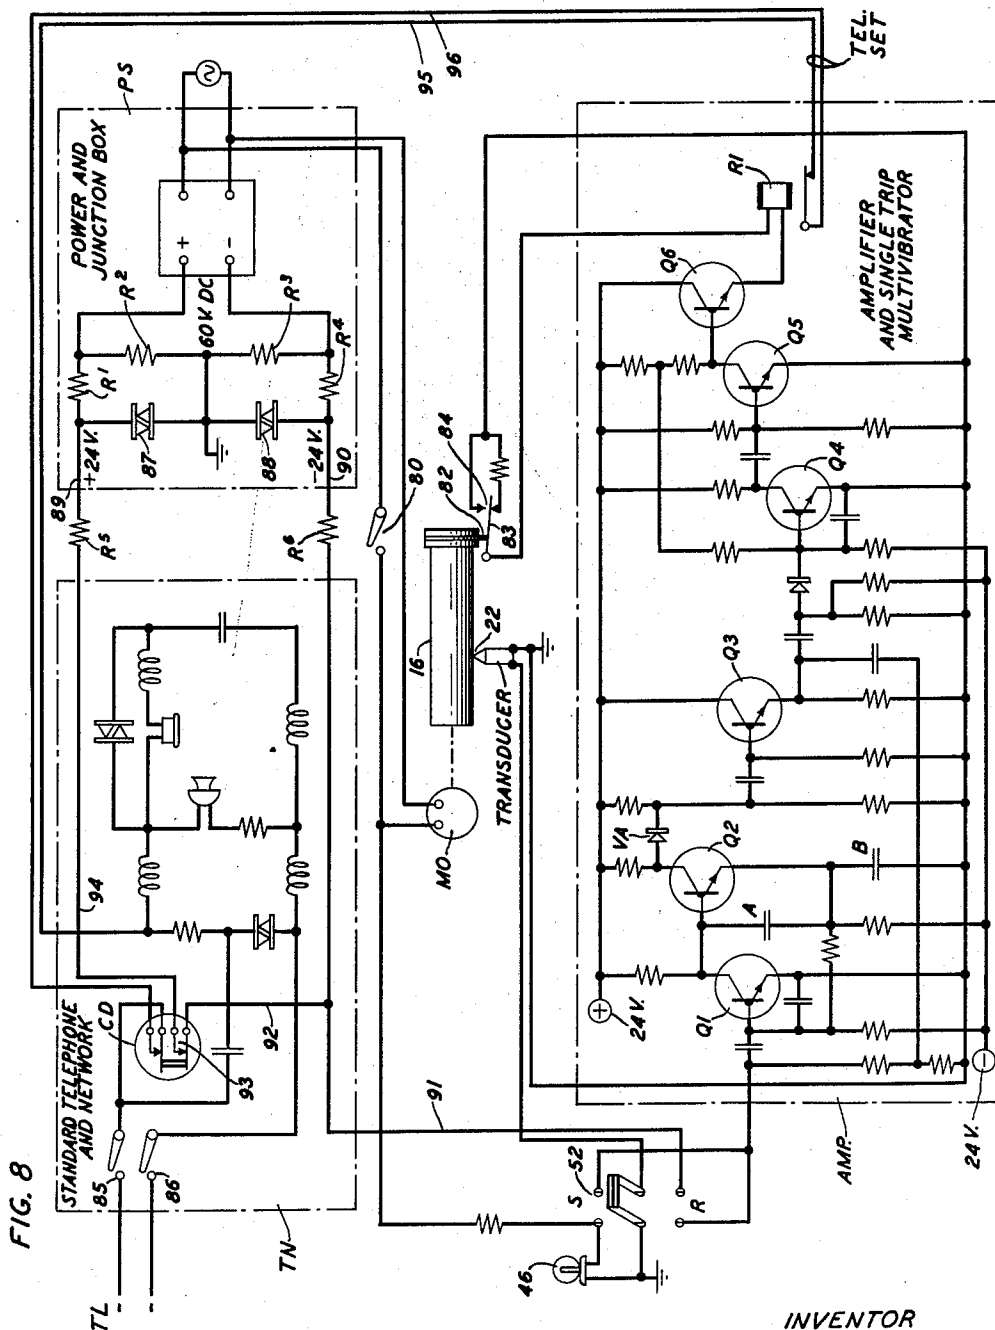 FIG. 8
TL
85
86
TN
STANDARD TELEPHONE
AND NETWORK
CD
93
92
94
R5
89
+24 V.
R1
87
88
-24 V.
90
R6
R2
R3
R4
60 V. DC
+
-
POWER AND
JUNCTION BOX
PS
95
96
TEL.
SET
80
82
84
83
16
22
TRANSDUCER
MO
91
46
S
52
R
AMP.
24 V.
+
Q1
A
Q2
VA
B
Q3
Q4
Q5
Q6
R1
AMPLIFIER
AND SINGLE TRIP
MULTIVIBRATOR
-
24 V.
INVENTOR